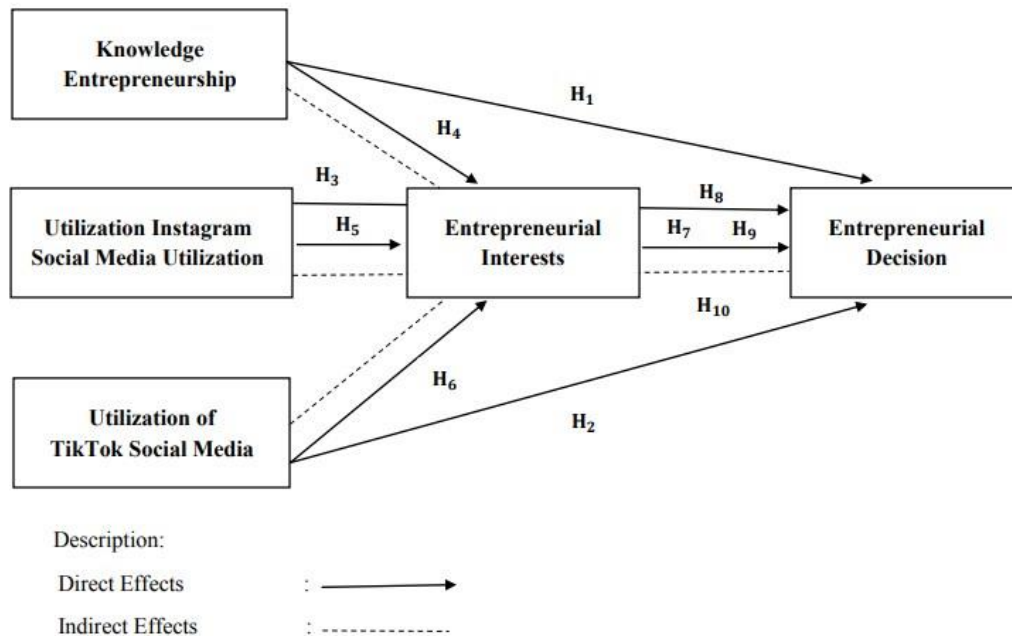 Knowledge
Entrepreneurship
H₁
H₄
H₃
Utilization Instagram
Social Media Utilization
H₅
Entrepreneurial
Interests
H₈
H₇
H₉
Entrepreneurial
Decision
H₁₀
H₆
H₂
Utilization of
TikTok Social Media
Description:
Direct Effects :
Indirect Effects :